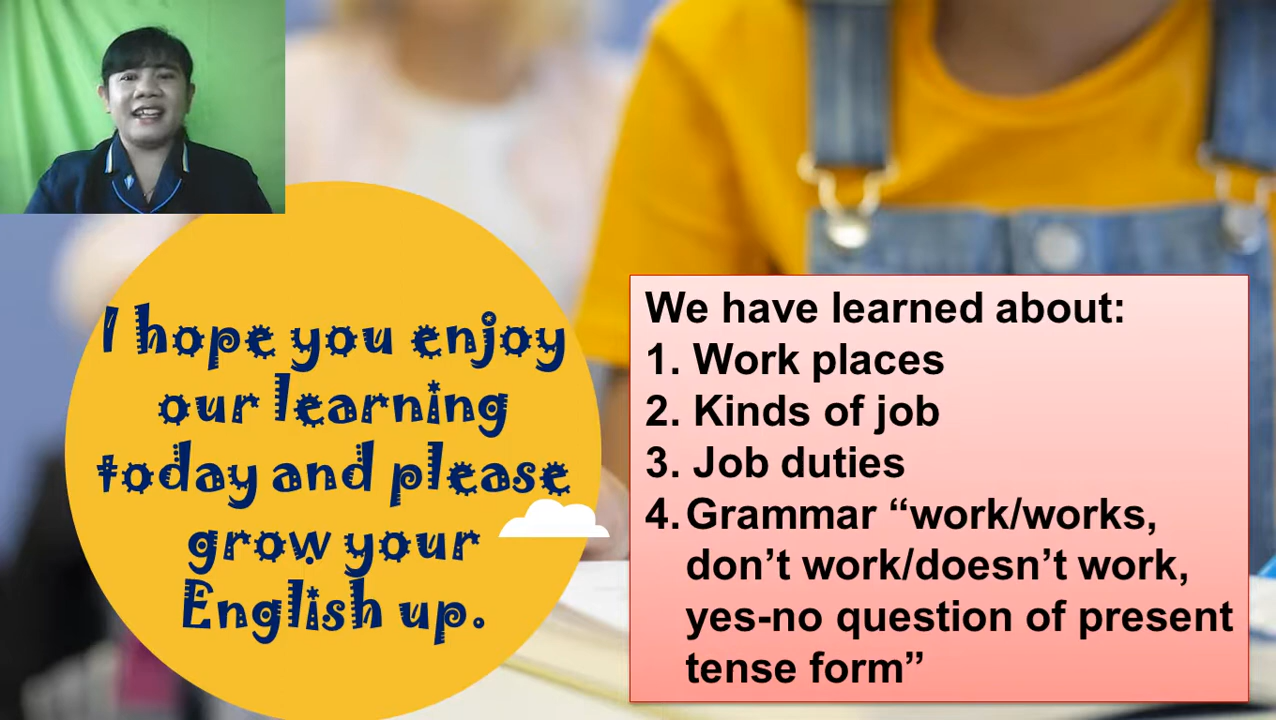 I hope you enjoy
our learning
today and please
grow your
English up.
We have learned about:
1. Work places
2. Kinds of job
3. Job duties
4. Grammar “work/works,
don’t work/doesn’t work,
yes-no question of present
tense form”